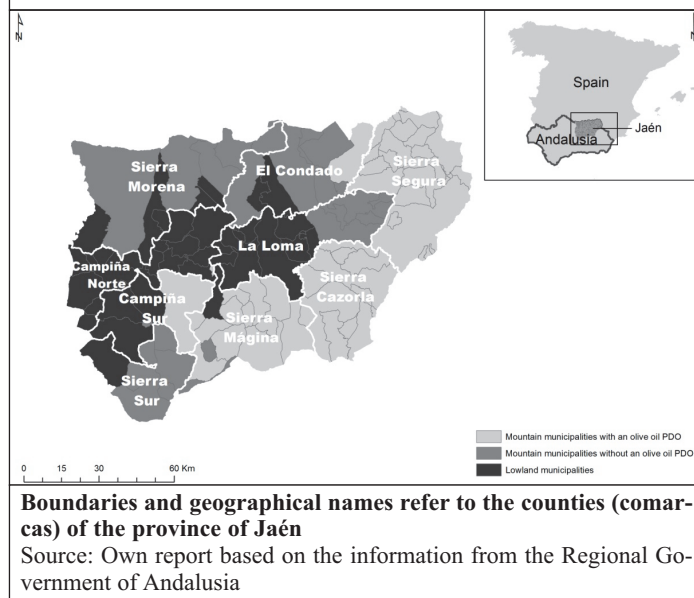 N
N
Spain
Jaén
Andalusia
Sierra
Morena
El Condado
Sierra
Segura
La Loma
Campiña
Norte
Sierra
Cazorla
Campiña
Sur
Sierra
Mágina
Sierra
Sur
Mountain municipalities with an olive oil PDO
Mountain municipalities without an olive oil PDO
Lowland municipalities
0 15 30 60 Km
Boundaries and geographical names refer to the counties (comar-
cas) of the province of Jaén
Source: Own report based on the information from the Regional Go-
vernment of Andalusia